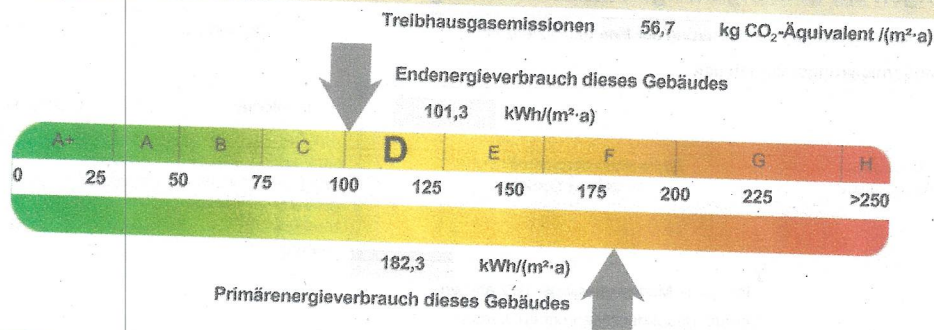 Treibhausgasemissionen 56,7 kg CO₂-Äquivalent /(m²·a)
Endenergieverbrauch dieses Gebäudes
101,3 kWh/(m²·a)
A+ A B C D E F G H
0 25 50 75 100 125 150 175 200 225 >250
182,3 kWh/(m²·a)
Primärenergieverbrauch dieses Gebäudes